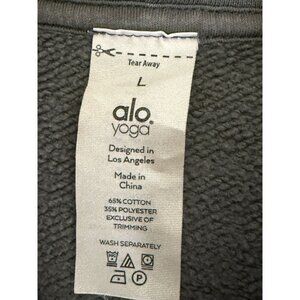 Tear Away
L
alo.
yoga
Designed in
Los Angeles
Made in
China
65% COTTON
35% POLYESTER
EXCLUSIVE OF
TRIMMING
WASH SEPARATELY
P